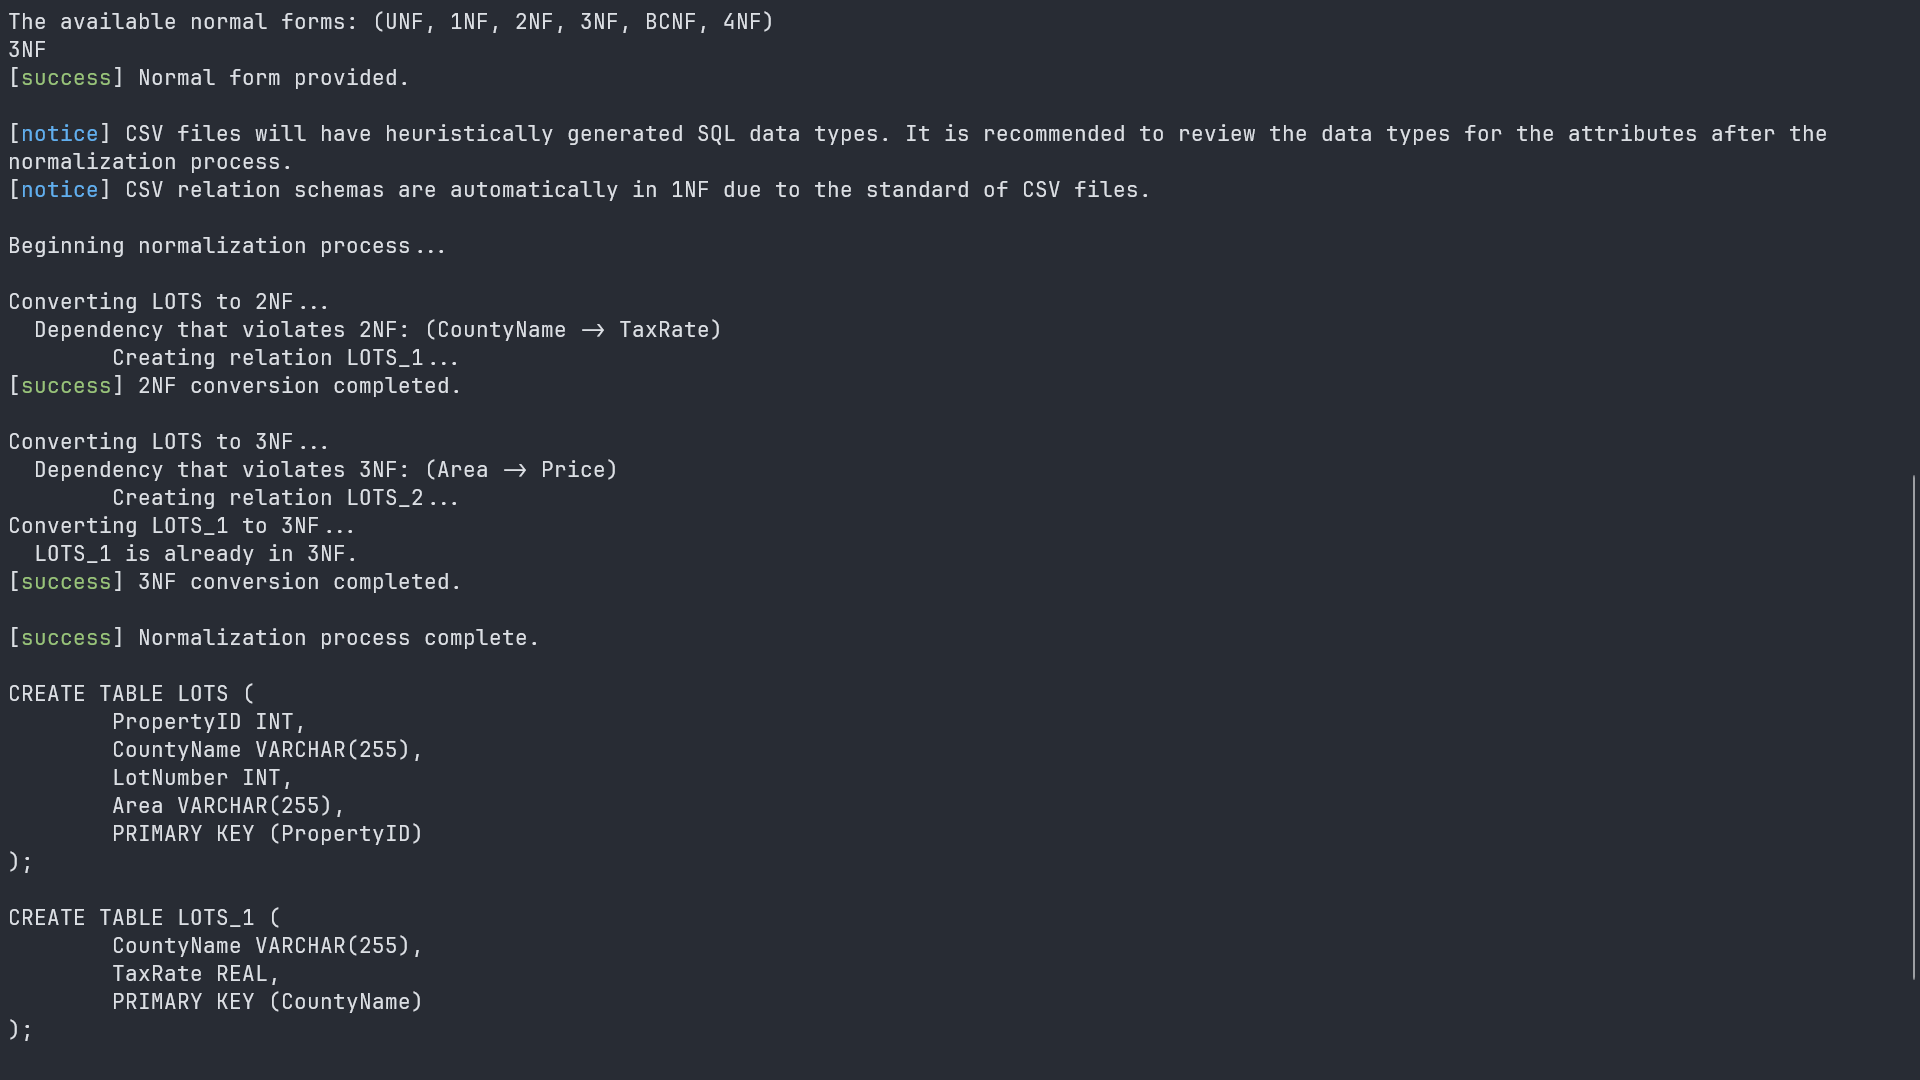 The available normal forms: (UNF, 1NF, 2NF, 3NF, BCNF, 4NF)
3NF
[success] Normal form provided.
[notice] CSV files will have heuristically generated SQL data types. It is recommended to review the data types for the attributes after the
normalization process.
[notice] CSV relation schemas are automatically in 1NF due to the standard of CSV files.
Beginning normalization process...
Converting LOTS to 2NF...
  Dependency that violates 2NF: (CountyName -> TaxRate)
        Creating relation LOTS_1...
[success] 2NF conversion completed.
Converting LOTS to 3NF...
  Dependency that violates 3NF: (Area -> Price)
        Creating relation LOTS_2...
Converting LOTS_1 to 3NF...
  LOTS_1 is already in 3NF.
[success] 3NF conversion completed.
[success] Normalization process complete.
CREATE TABLE LOTS (
        PropertyID INT,
        CountyName VARCHAR(255),
        LotNumber INT,
        Area VARCHAR(255),
        PRIMARY KEY (PropertyID)
);
CREATE TABLE LOTS_1 (
        CountyName VARCHAR(255),
        TaxRate REAL,
        PRIMARY KEY (CountyName)
);